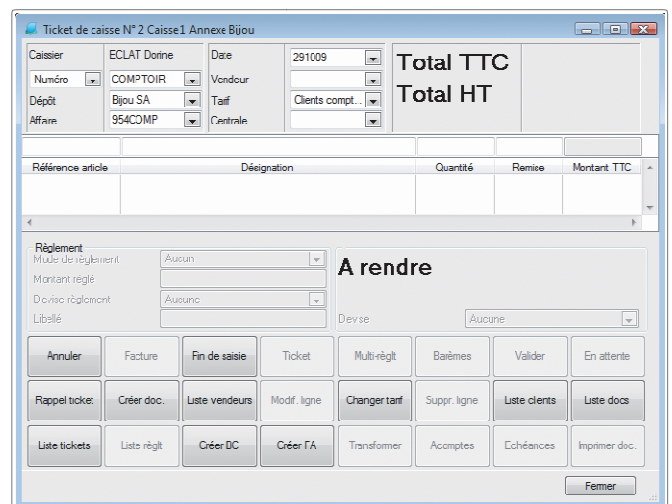 Ticket de caisse N° 2 Caisse1 Annexe Bijou
Caissier ECLAT Dorine Date 291009 Total TTC
Numéro COMPTOIR Vendeur
Dépôt Bijou SA Tarif Clients compt.. Total HT
Affaire 954COMP Centrale
Référence article Désignation Quantité Remise Montant TTC
Règlement
Mode de règlement Aucun A rendre
Montant réglé
Devise règlement Aucune
Libellé Devise Aucune
Annuler Facture Fin de saisie Ticket Multi-règlt Barèmes Valider En attente
Rappel ticket Créer doc. Liste vendeurs Modif. ligne Changer tarif Suppr. ligne Liste clients Liste docs
Liste tickets Liste règlt Créer BC Créer FA Transformer Acomptes Echéances Imprimer doc.
Fermer